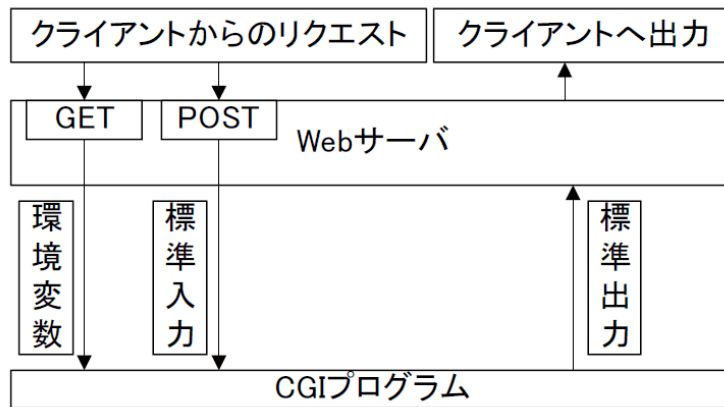 クライアントからのリクエスト
クライアントへ出力
GET
POST
Webサーバ
環境変数
標準入力
標準出力
CGIプログラム